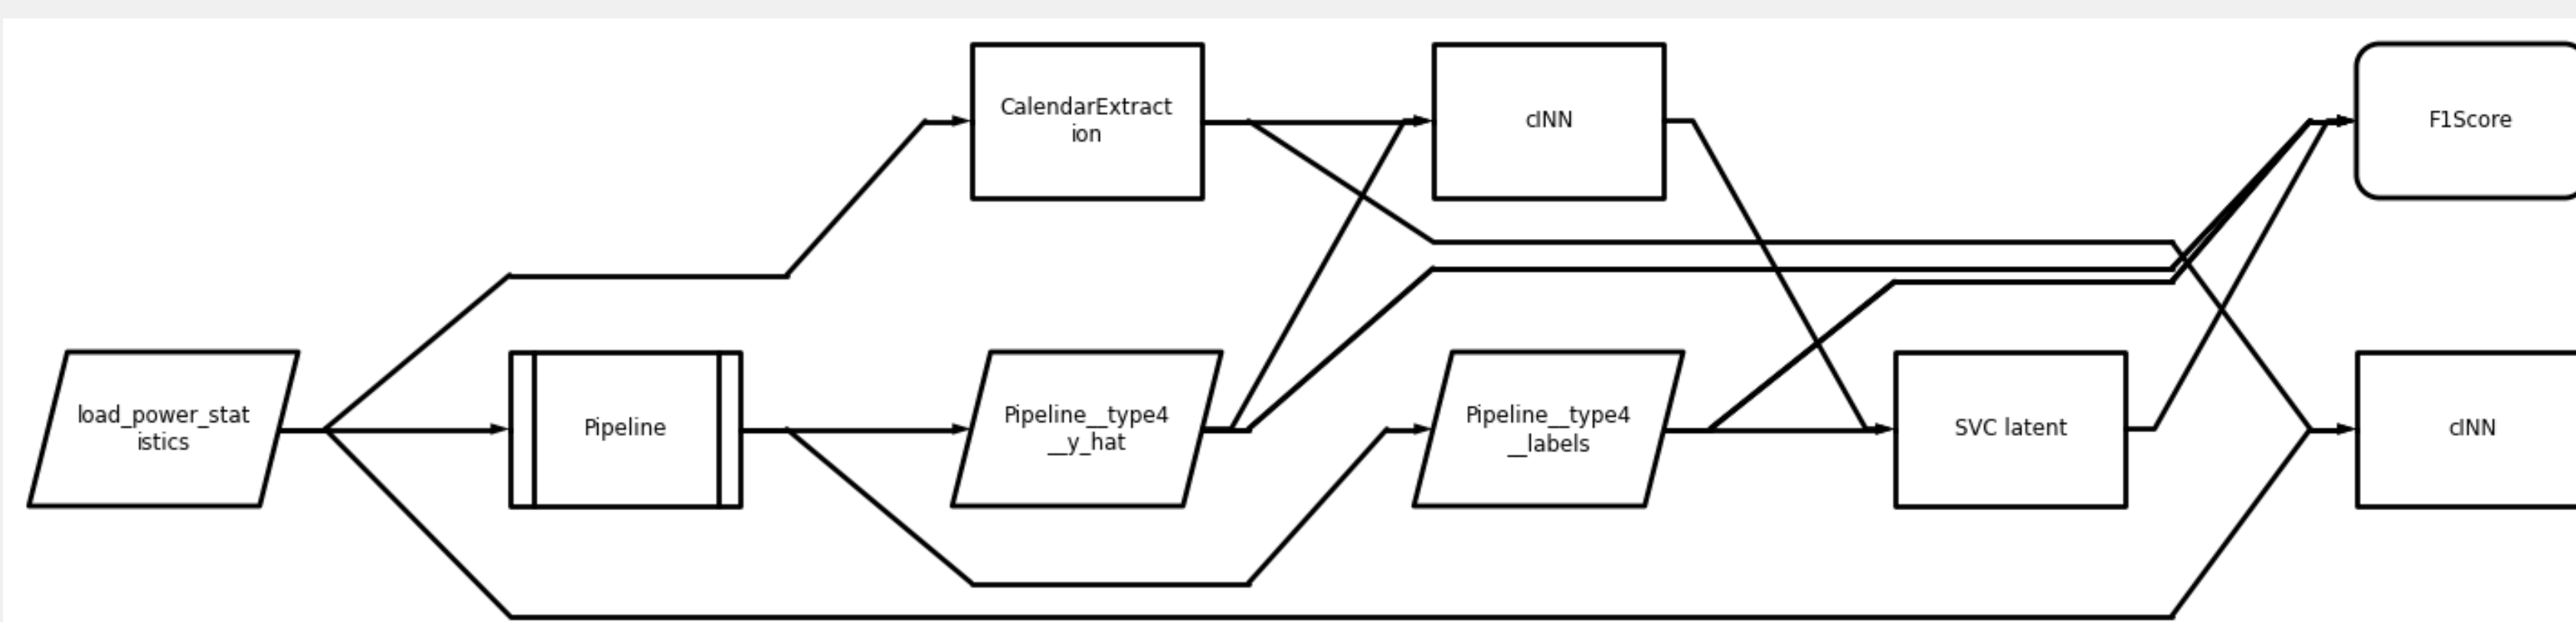 CalendarExtract
ion
cINN
F1Score
load_power_stat
istics
Pipeline
Pipeline__type4
__y_hat
Pipeline__type4
__labels
SVC latent
cINN